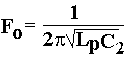 F₀ = 1 / 2π√LpC₂